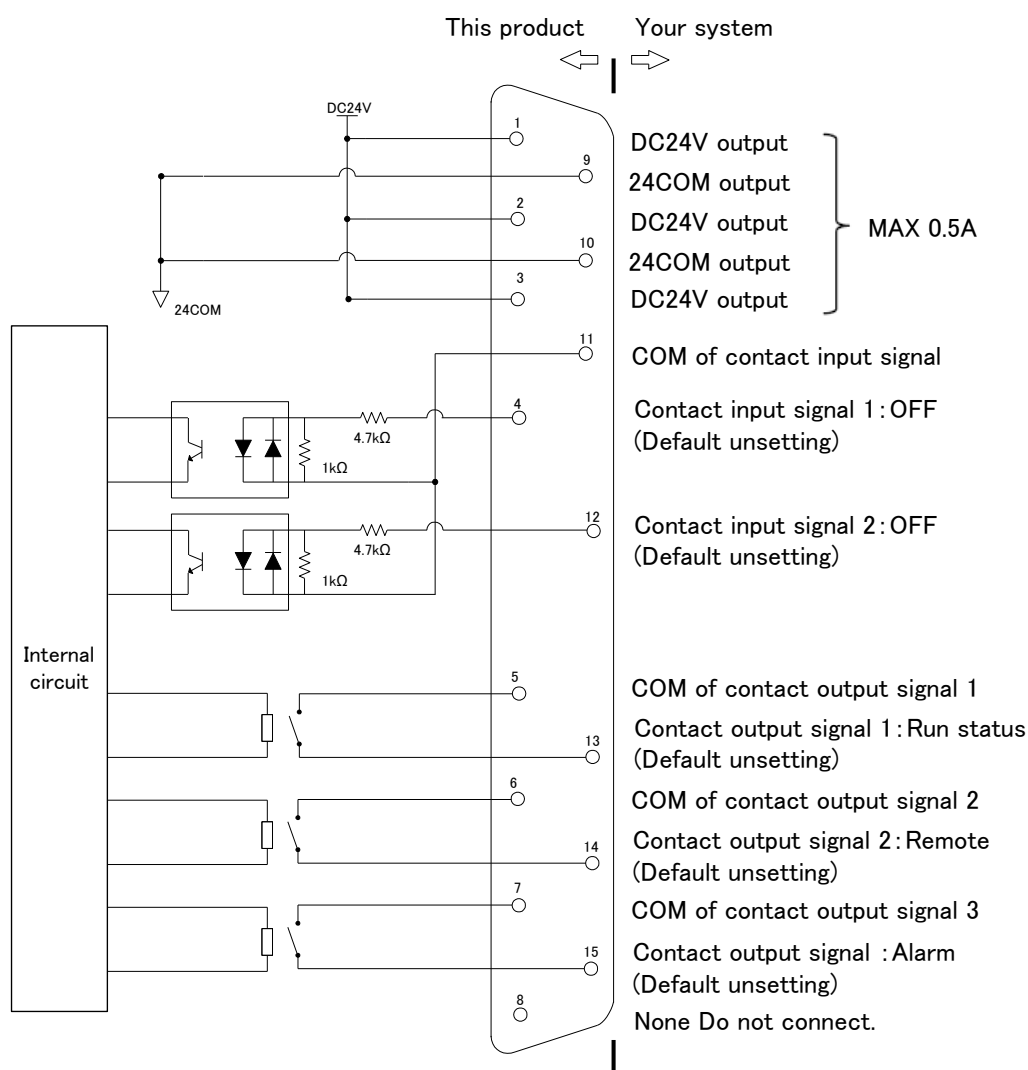 This product
Your system
DC24V
1
DC24V output
9
24COM output
2
DC24V output
MAX 0.5A
10
24COM output
3
DC24V output
24COM
11
COM of contact input signal
4
Contact input signal 1:OFF
(Default unsetting)
4.7kΩ
1kΩ
12
Contact input signal 2:OFF
(Default unsetting)
4.7kΩ
1kΩ
Internal
circuit
5
COM of contact output signal 1
13
Contact output signal 1:Run status
(Default unsetting)
6
COM of contact output signal 2
14
Contact output signal 2:Remote
(Default unsetting)
7
COM of contact output signal 3
15
Contact output signal :Alarm
(Default unsetting)
8
None Do not connect.